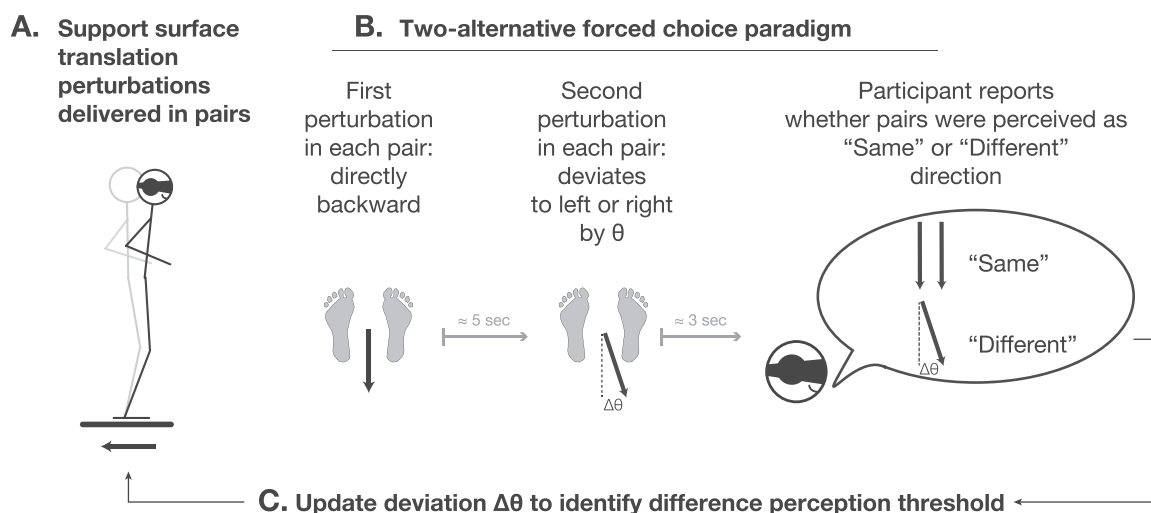 A. Support surface
translation
perturbations
delivered in pairs
B. Two-alternative forced choice paradigm
First
perturbation
in each pair:
directly
backward
Second
perturbation
in each pair:
deviates
to left or right
by θ
Participant reports
whether pairs were perceived as
“Same” or “Different”
direction
≈ 5 sec
Δθ
≈ 3 sec
“Same”
“Different”
Δθ
C. Update deviation Δθ to identify difference perception threshold